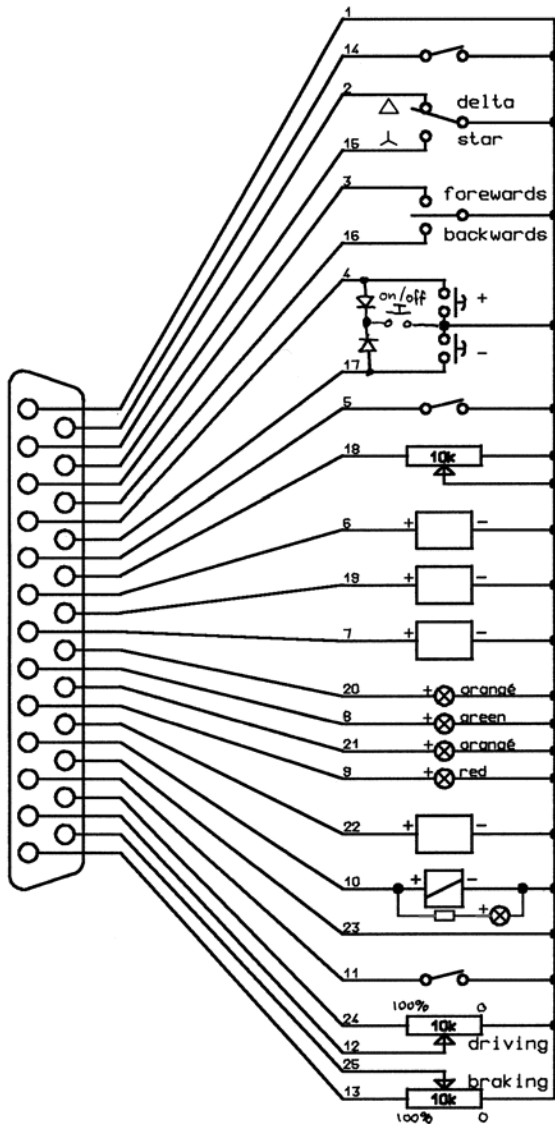 1
14
2
delta
star
15
3
forewards
16
backwards
4
on/off
+
-
17
5
18
10k
6 + -
19 + -
7 + -
20 + orange
8 + green
21 + orange
9 + red
22 + -
10 + -
+
23
11
24 100% 0
10k
12 driving
25
braking
13 10k
100% 0